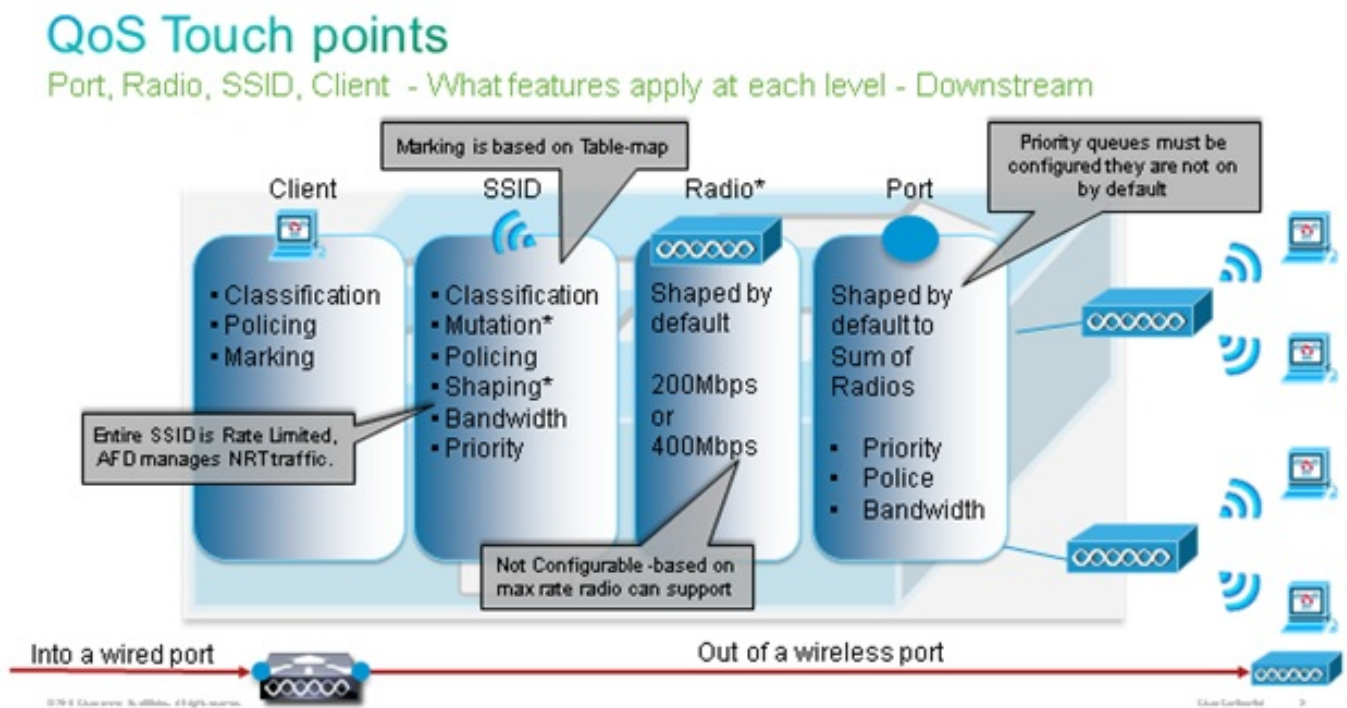 QoS Touch points
Port, Radio, SSID, Client - What features apply at each level - Downstream
Marking is based on Table-map
Priority queues must be
configured they are not on
by default
Client
SSID
Radio*
Port
▪ Classification
▪ Policing
▪ Marking
▪ Classification
▪ Mutation*
▪ Policing
▪ Shaping*
▪ Bandwidth
▪ Priority
Shaped by
default
200Mbps
or
400Mbps
Shaped by
default to
Sum of
Radios
▪ Priority
▪ Police
▪ Bandwidth
Entire SSID is Rate Limited,
AFD manages NRT traffic.
Not Configurable -based on
max rate radio can support
Into a wired port
Out of a wireless port
Cisco Confidential